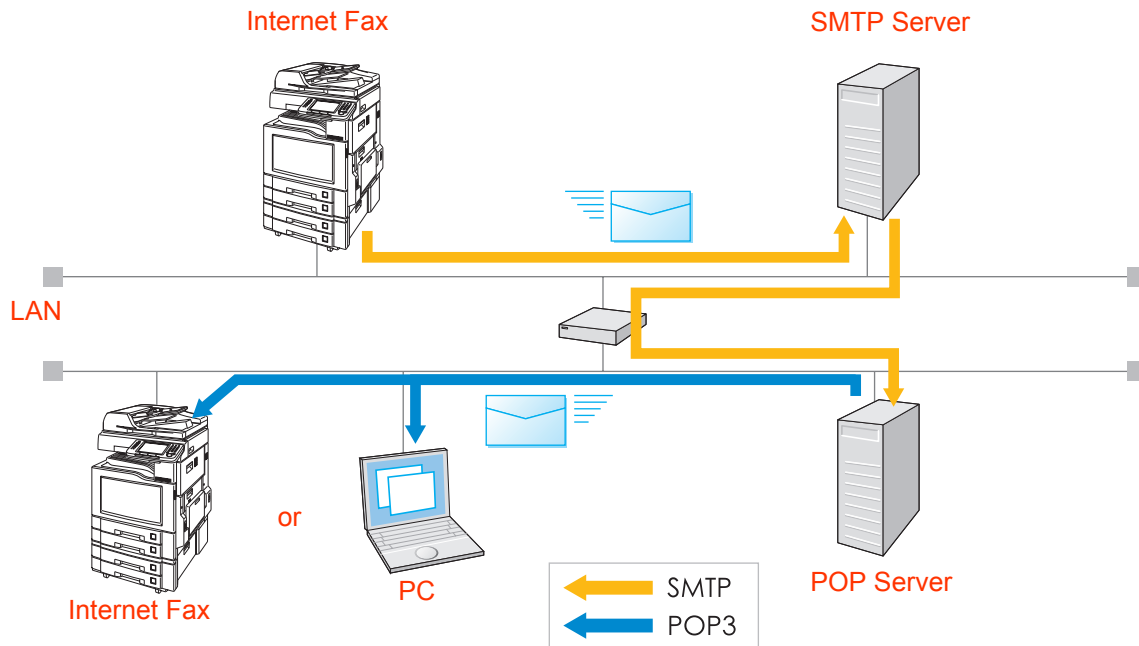 Internet Fax
SMTP Server
LAN
or
Internet Fax
PC
POP Server
SMTP
POP3